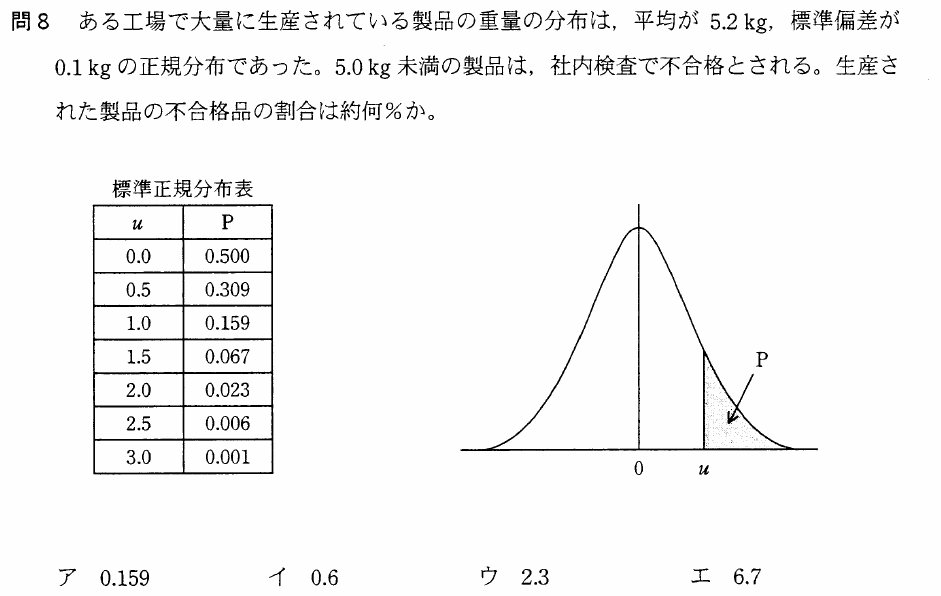 問8 ある工場で大量に生産されている製品の重量の分布は，平均が 5.2 kg，標準偏差が
0.1 kg の正規分布であった。5.0 kg 未満の製品は，社内検査で不合格とされる。生産さ
れた製品の不合格品の割合は約何％か。
標準正規分布表
u P
0.0 0.500
0.5 0.309
1.0 0.159
1.5 0.067
2.0 0.023
2.5 0.006
3.0 0.001
P
0 u
ア 0.159 イ 0.6 ウ 2.3 エ 6.7